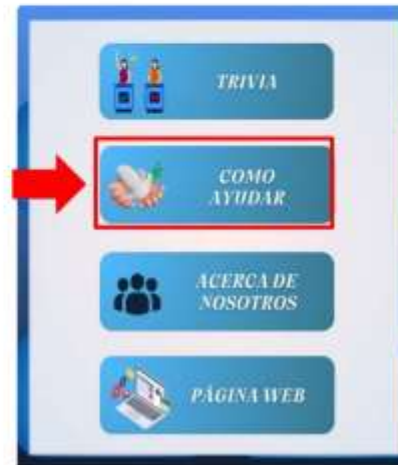 TRIVIA
COMO
AYUDAR
ACERCA DE
NOSOTROS
PÁGINA WEB